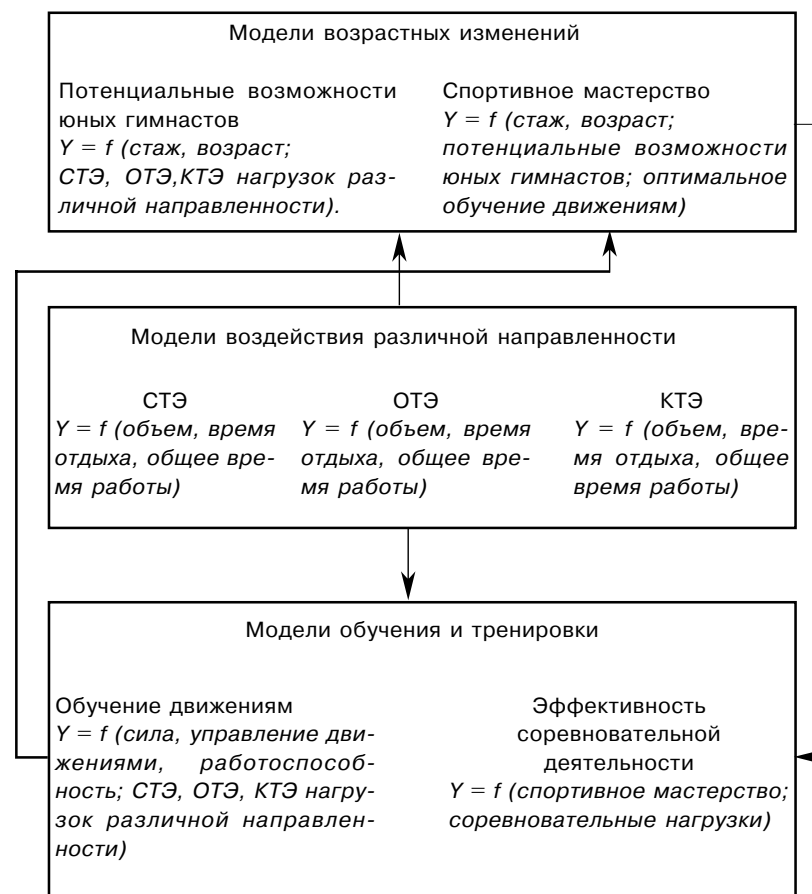 Модели возрастных изменений
Потенциальные возможности
юных гимнастов
Y = f (стаж, возраст;
СТЭ, ОТЭ,КТЭ нагрузок раз-
личной направленности).
Спортивное мастерство
Y = f (стаж, возраст;
потенциальные возможности
юных гимнастов; оптимальное
обучение движениям)
Модели воздействия различной направленности
СТЭ
Y = f (объем, время
отдыха, общее вре-
мя работы)
ОТЭ
Y = f (объем, время
отдыха, общее вре-
мя работы)
КТЭ
Y = f (объем, вре-
мя отдыха, общее
время работы)
Модели обучения и тренировки
Обучение движениям
Y = f (сила, управление дви-
жениями, работоспособ-
ность; СТЭ, ОТЭ, КТЭ нагру-
зок различной направлен-
ности)
Эффективность
соревновательной
деятельности
Y = f (спортивное мастерство;
соревновательные нагрузки)